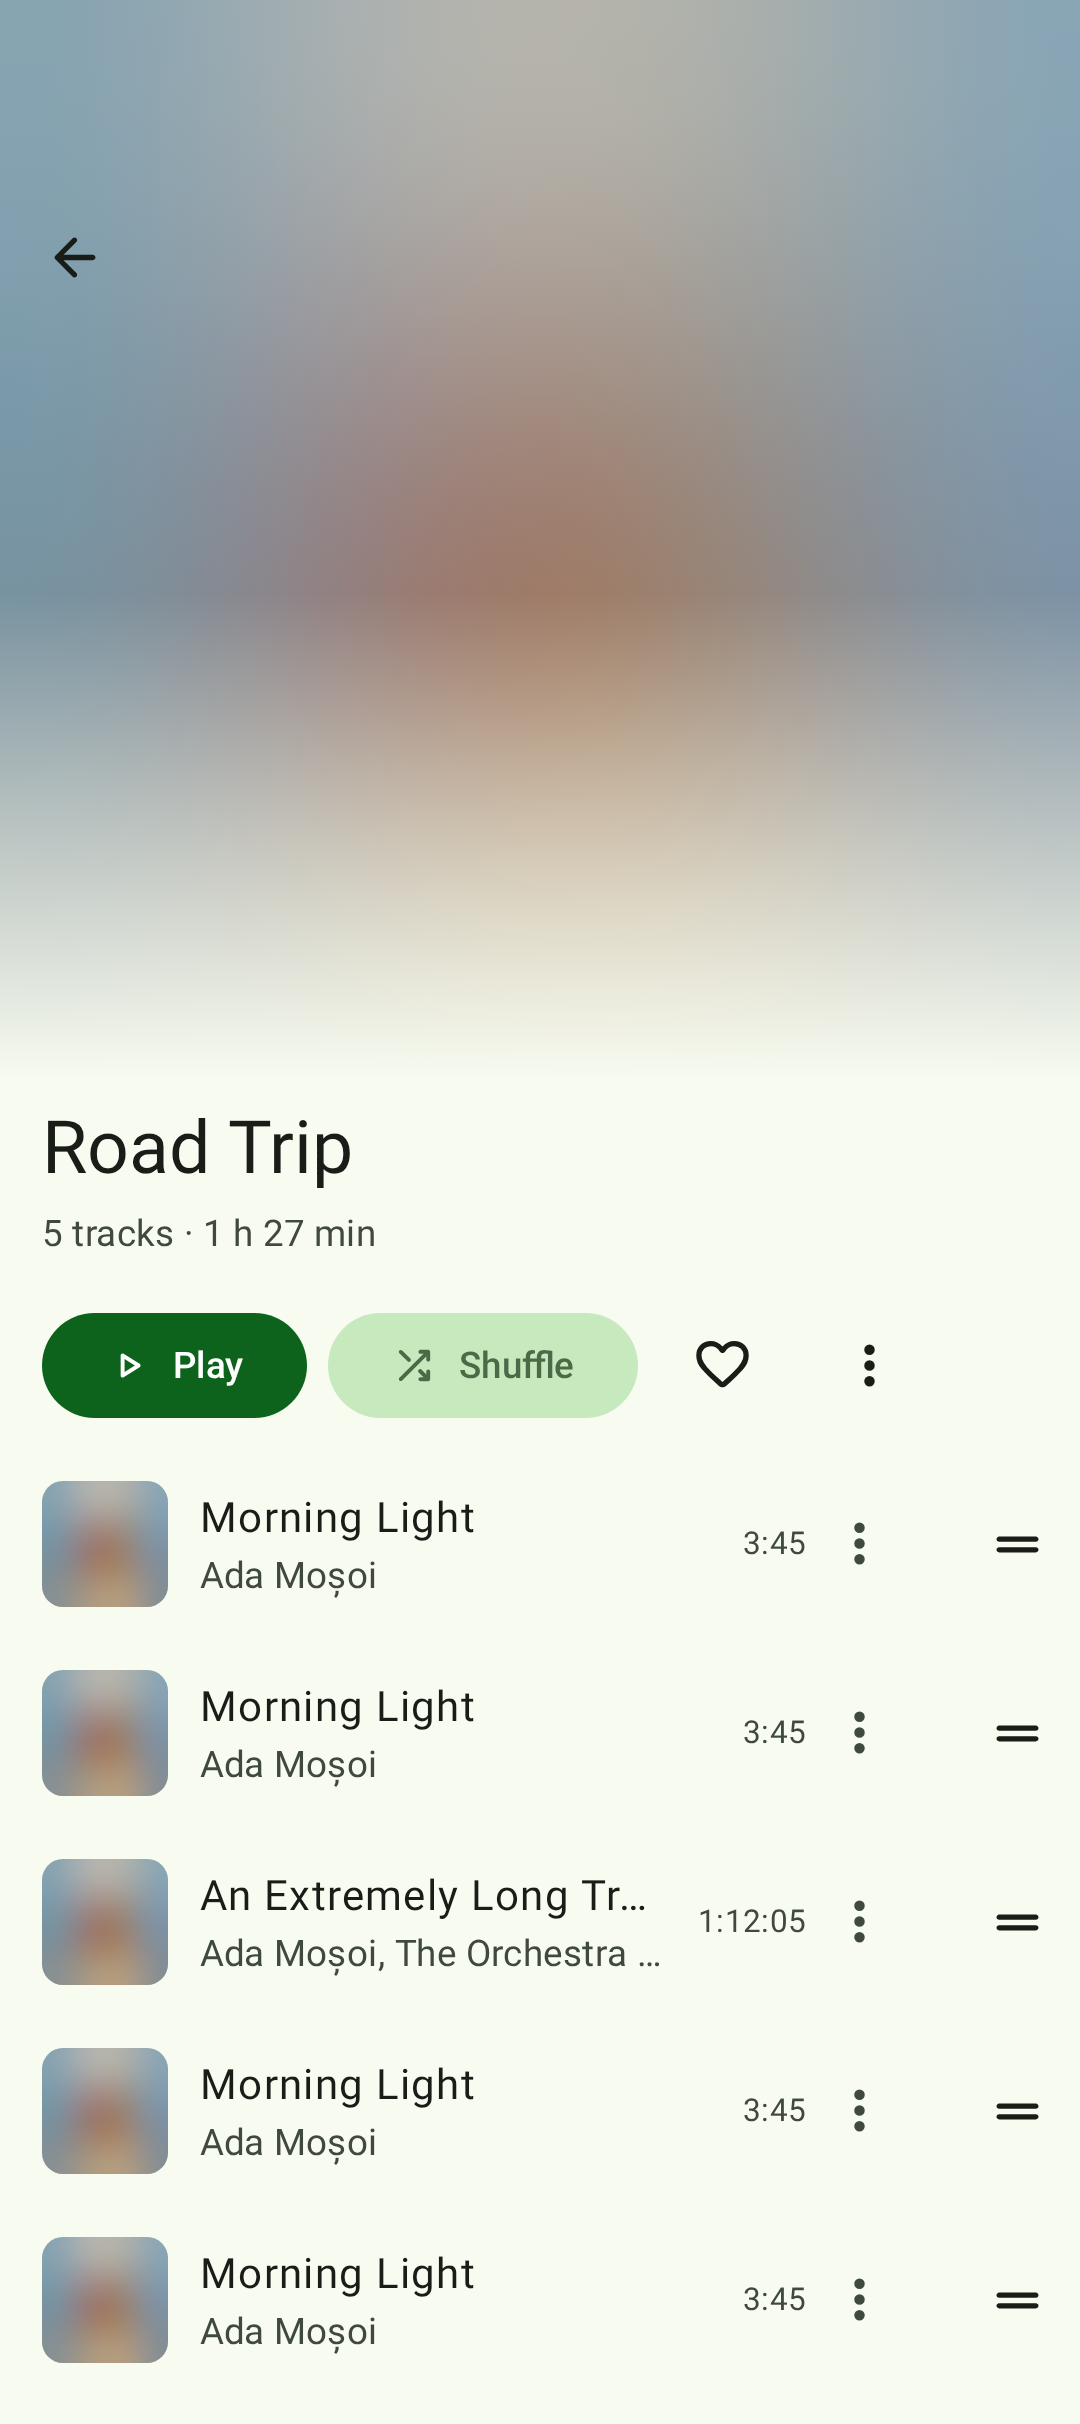 Road Trip
5 tracks · 1 h 27 min
Play
Shuffle
Morning Light
3:45
Ada Moșoi
Morning Light
3:45
Ada Moșoi
An Extremely Long Tr…
1:12:05
Ada Moșoi, The Orchestra …
Morning Light
3:45
Ada Moșoi
Morning Light
3:45
Ada Moșoi